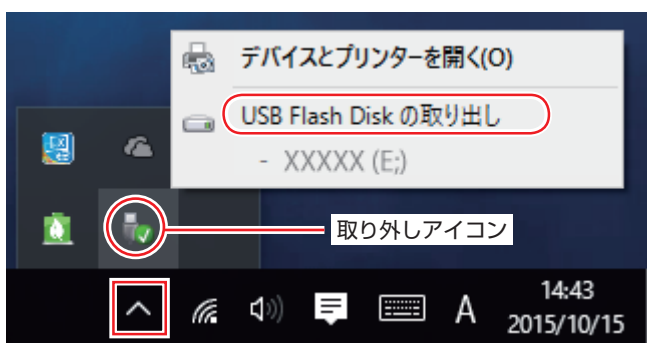 デバイスとプリンターを開く(O)
USB Flash Disk の取り出し
- XXXXX (E;)
取り外しアイコン
A
14:43
2015/10/15